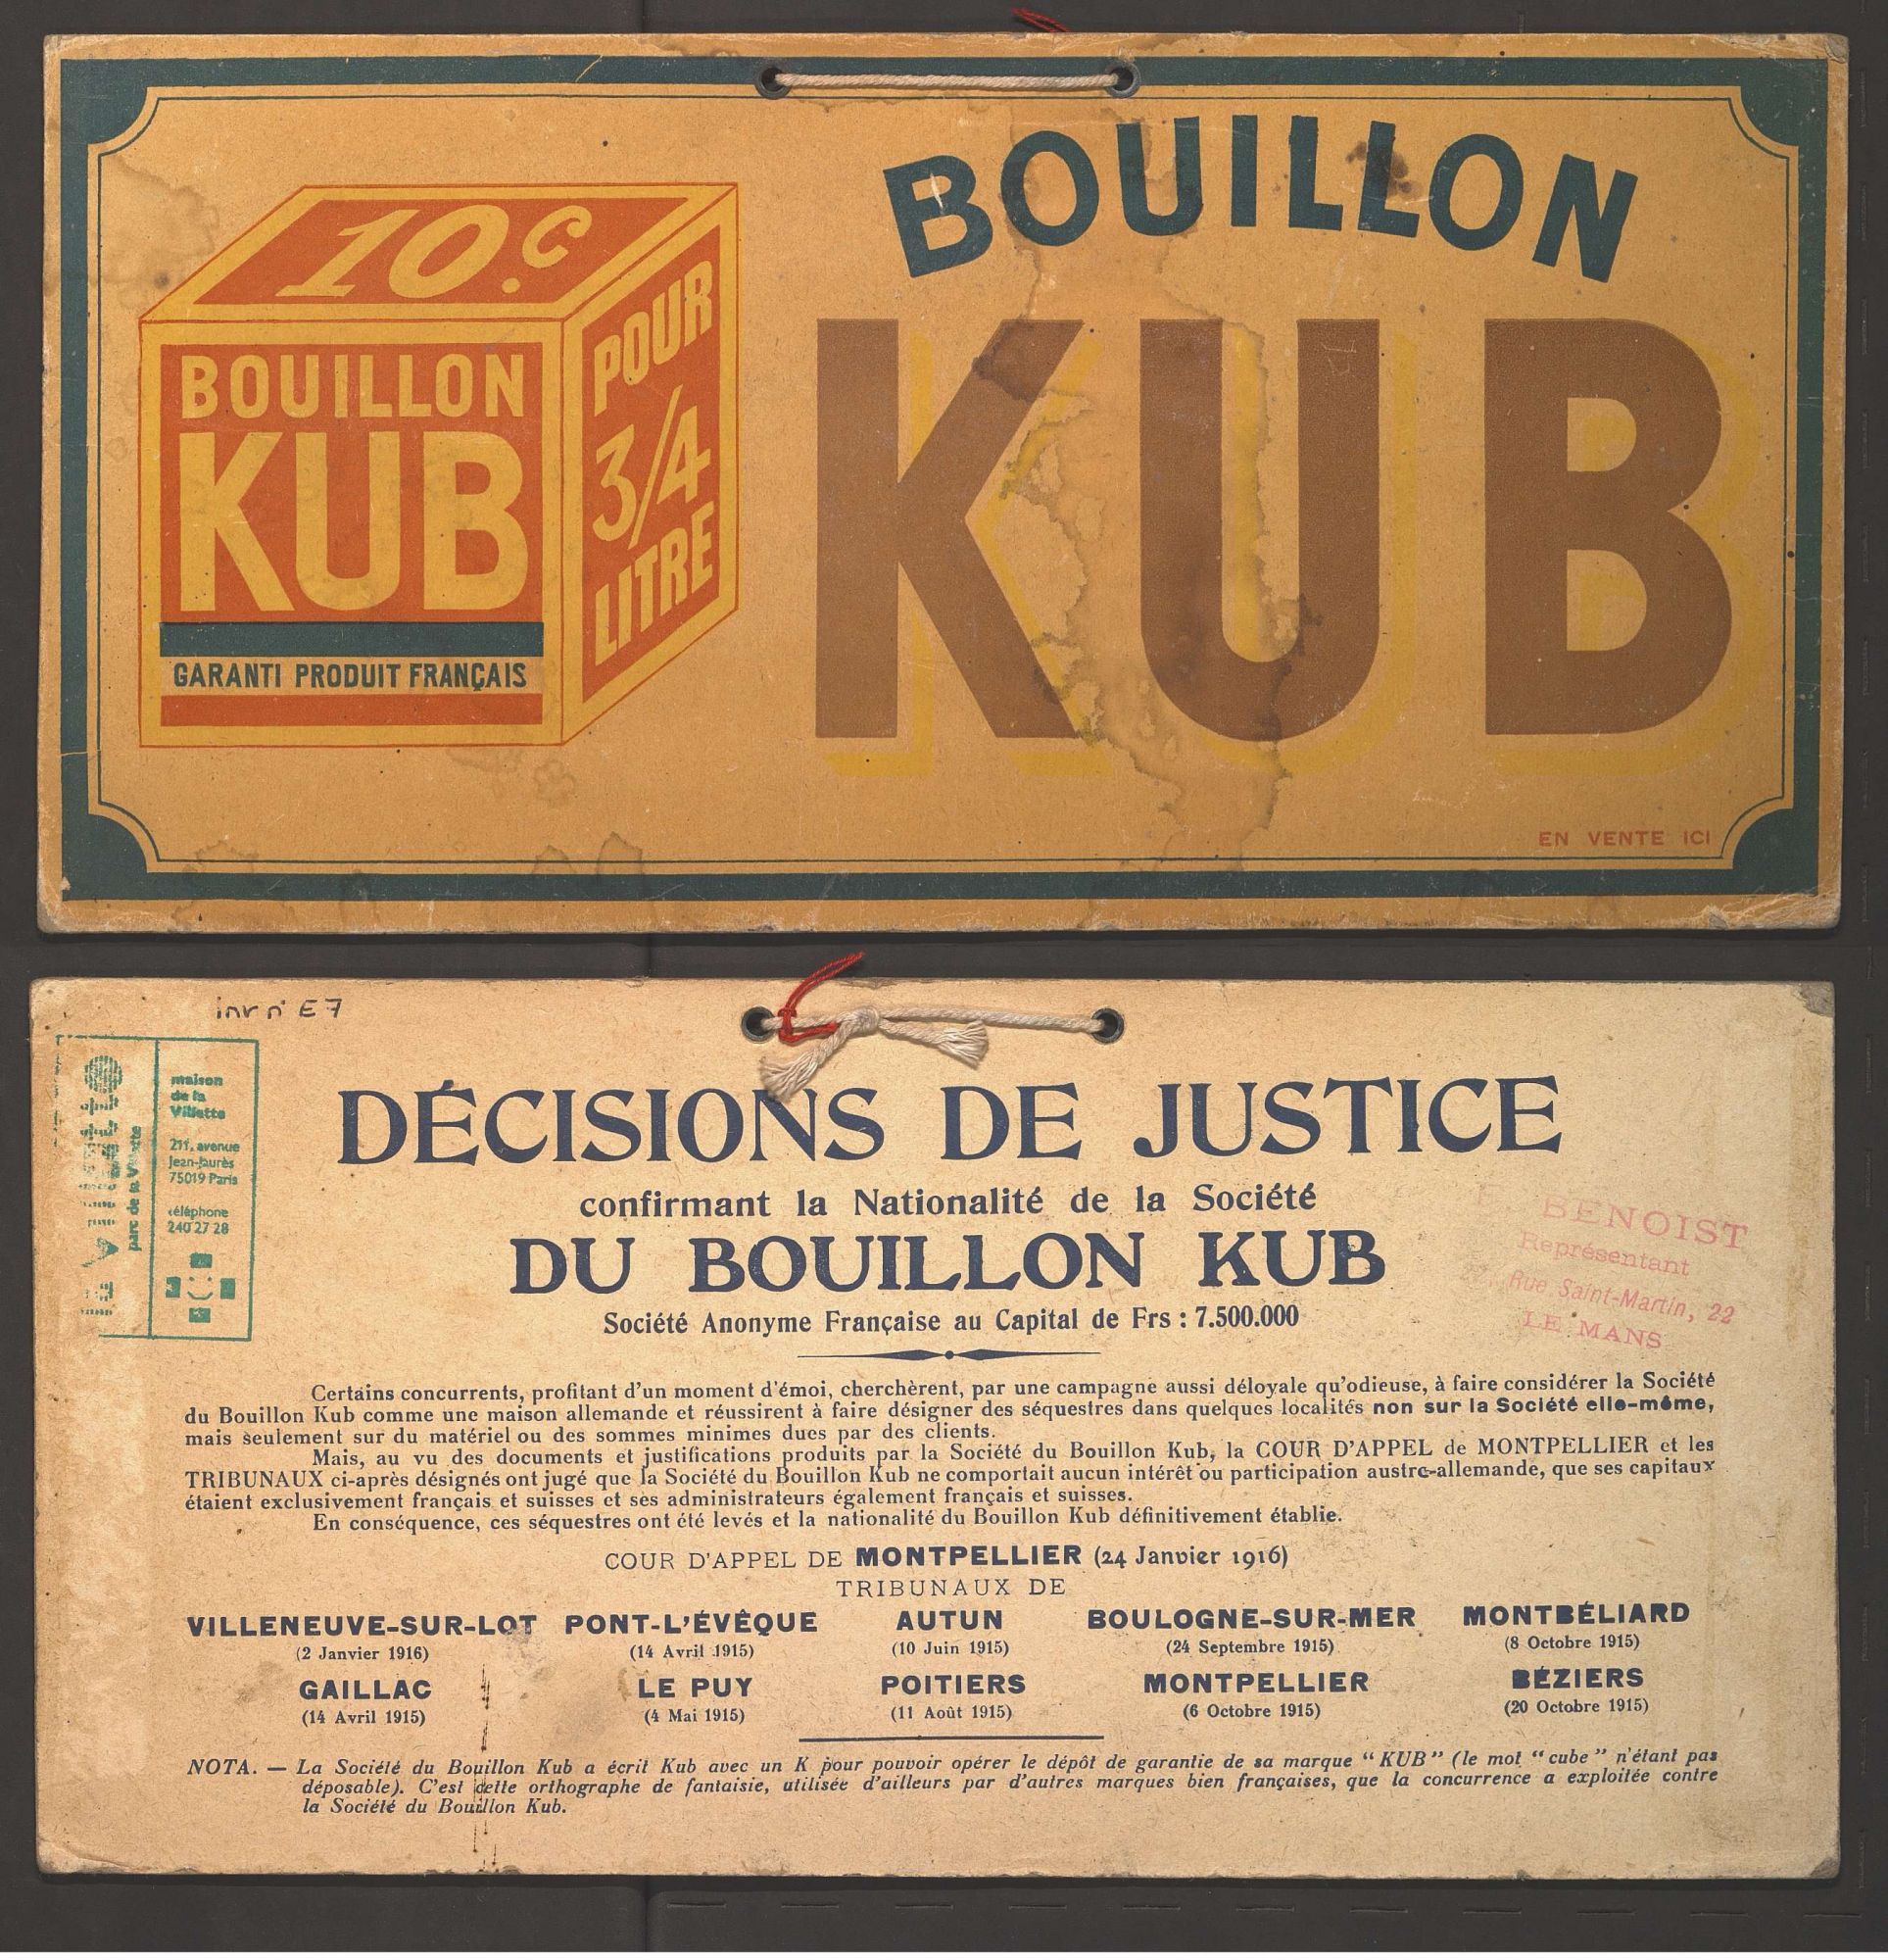 BOUILLON
KUB
10.c
BOUILLON
KUB
GARANTI PRODUIT FRANÇAIS
POUR
3/4
LITRE
EN VENTE ICI
inv n° E7
la Villette
parc de la Villette
maison
de la
Villette
211, avenue
Jean-Jaurès
75019 Paris
téléphone
240 27 28
DÉCISIONS DE JUSTICE
confirmant la Nationalité de la Société
DU BOUILLON KUB
Société Anonyme Française au Capital de Frs : 7.500.000
BENOIST
Représentant
22, Rue Saint-Martin, 22
LE MANS
Certains concurrents, profitant d'un moment d'émoi, cherchèrent, par une campagne aussi déloyale qu'odieuse, à faire considérer la Société
du Bouillon Kub comme une maison allemande et réussirent à faire désigner des séquestres dans quelques localités non sur la Société elle-même,
mais seulement sur du matériel ou des sommes minimes dues par des clients.
Mais, au vu des documents et justifications produits par la Société du Bouillon Kub, la COUR D'APPEL de MONTPELLIER et les
TRIBUNAUX ci-après désignés ont jugé que la Société du Bouillon Kub ne comportait aucun intérêt ou participation austro-allemande, que ses capitaux
étaient exclusivement français et suisses et ses administrateurs également français et suisses.
En conséquence, ces séquestres ont été levés et la nationalité du Bouillon Kub définitivement établie.
COUR D'APPEL DE MONTPELLIER (24 Janvier 1916)
TRIBUNAUX DE
VILLENEUVE-SUR-LOT PONT-L'ÉVÊQUE AUTUN BOULOGNE-SUR-MER MONTBÉLIARD
(2 Janvier 1916) (14 Avril 1915) (10 Juin 1915) (24 Septembre 1915) (8 Octobre 1915)
GAILLAC LE PUY POITIERS MONTPELLIER BÉZIERS
(14 Avril 1915) (4 Mai 1915) (11 Août 1915) (6 Octobre 1915) (20 Octobre 1915)
NOTA. — La Société du Bouillon Kub a écrit Kub avec un K pour pouvoir opérer le dépôt de garantie de sa marque "KUB" (le mot "cube" n'étant pas
déposable). C'est cette orthographe de fantaisie, utilisée d'ailleurs par d'autres marques bien françaises, que la concurrence a exploitée contre
la Société du Bouillon Kub.